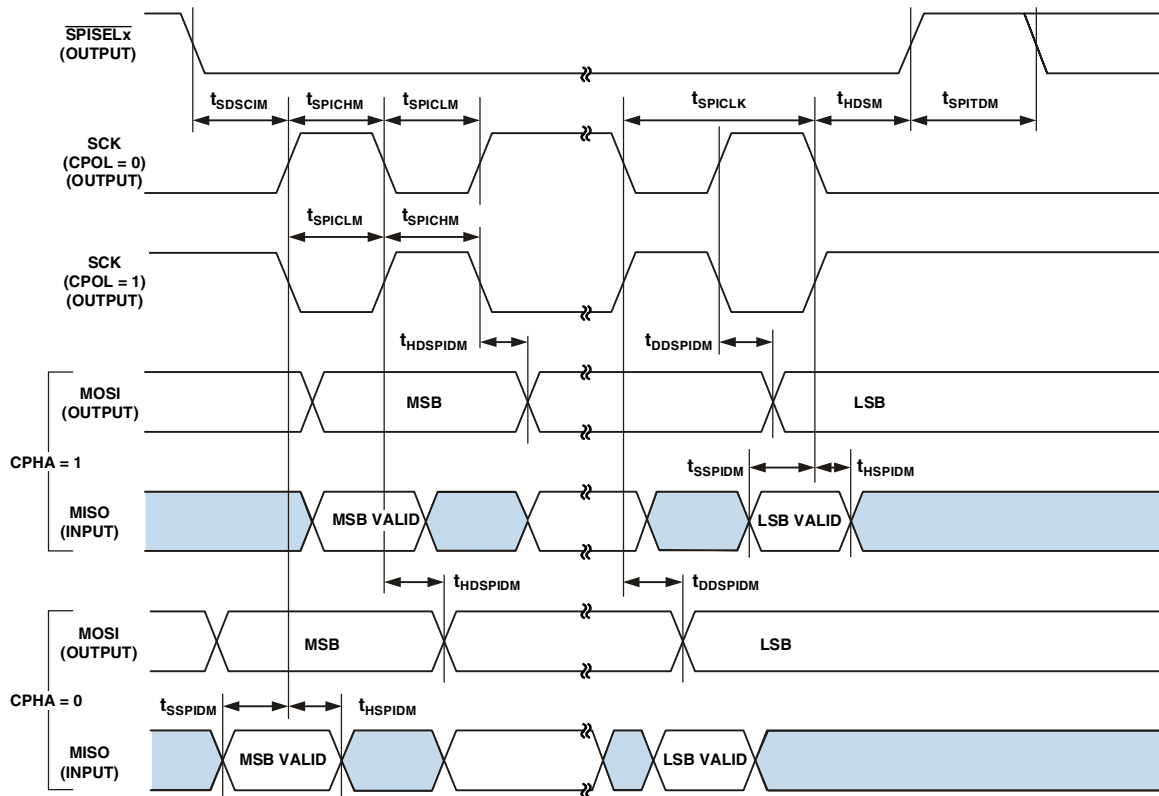 SPISELx
(OUTPUT)
tSDSCIM tSPICHM tSPICLM tSPICLK tHDSM tSPITDM
SCK
(CPOL = 0)
(OUTPUT)
tSPICLM tSPICHM
SCK
(CPOL = 1)
(OUTPUT)
tHDSPIDM tDDSPIDM
CPHA = 1
MOSI
(OUTPUT)
MSB LSB
tSSPIDM tHSPIDM
MISO
(INPUT)
MSB VALID LSB VALID
tHDSPIDM tDDSPIDM
CPHA = 0
MOSI
(OUTPUT)
MSB LSB
tSSPIDM tHSPIDM
MISO
(INPUT)
MSB VALID LSB VALID